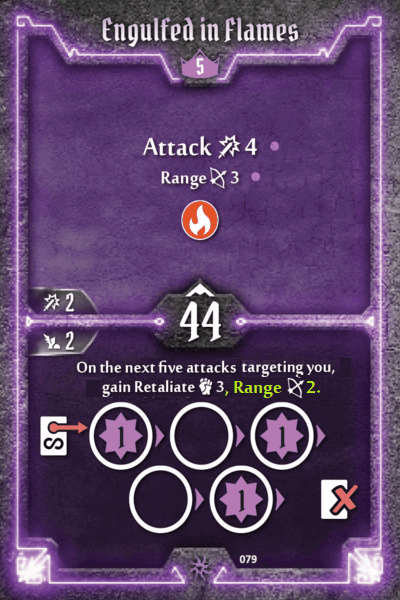 Engulfed in Flames
5
Attack 4
Range 3
2
44
2
On the next five attacks targeting you,
gain Retaliate 3, Range 2.
S
1
1
1
079